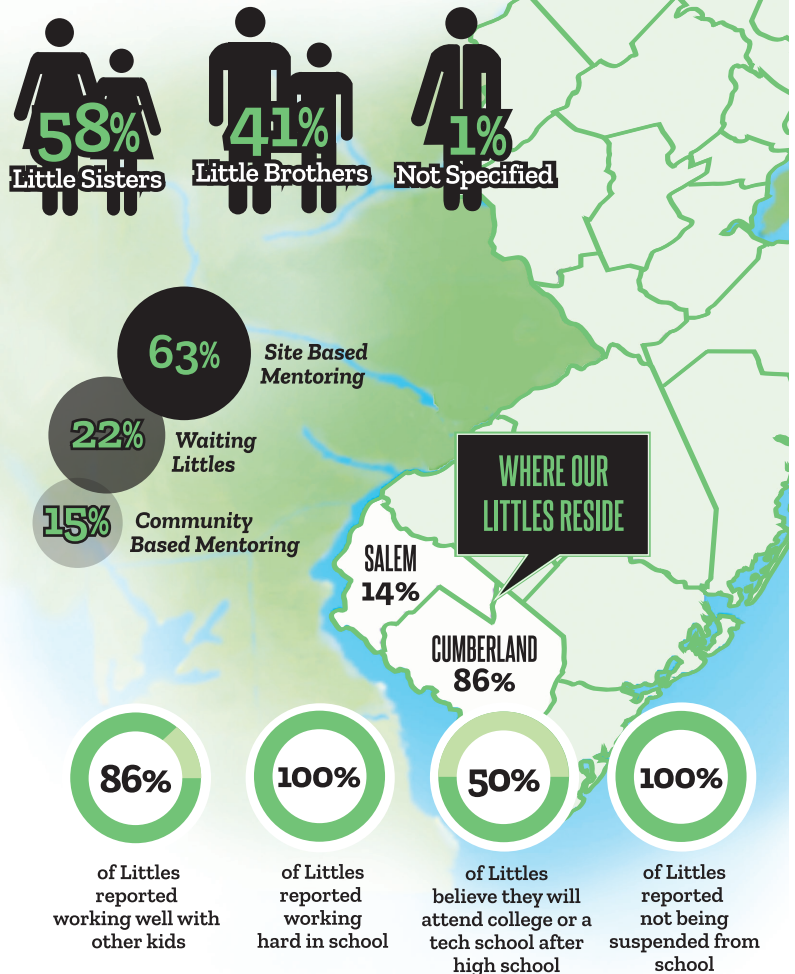 58%
Little Sisters
41%
Little Brothers
1%
Not Specified
63%
Site Based
Mentoring
22%
Waiting
Littles
15%
Community
Based Mentoring
WHERE OUR
LITTLES RESIDE
SALEM
14%
CUMBERLAND
86%
86%
of Littles
reported
working well with
other kids
100%
of Littles
reported
working
hard in school
50%
of Littles
believe they will
attend college or a
tech school after
high school
100%
of Littles
reported
not being
suspended from
school